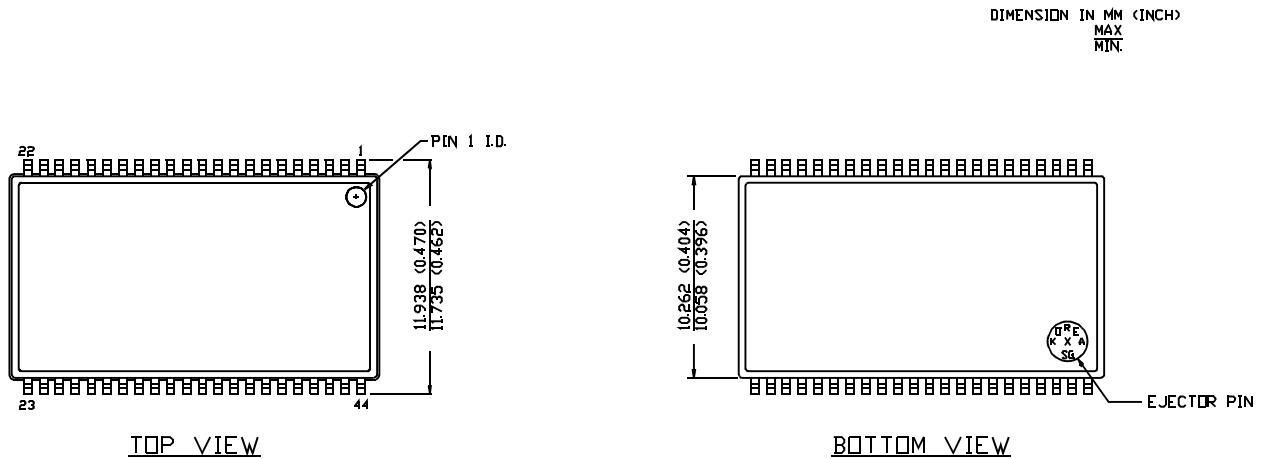 DIMENSION IN MM (INCH)
MAX
MIN.
PIN 1 I.D.
22
1
11.938 (0.470)
11.735 (0.462)
23
44
TOP VIEW
10.262 (0.404)
10.058 (0.396)
O R E
K X A
SG
EJECTOR PIN
BOTTOM VIEW